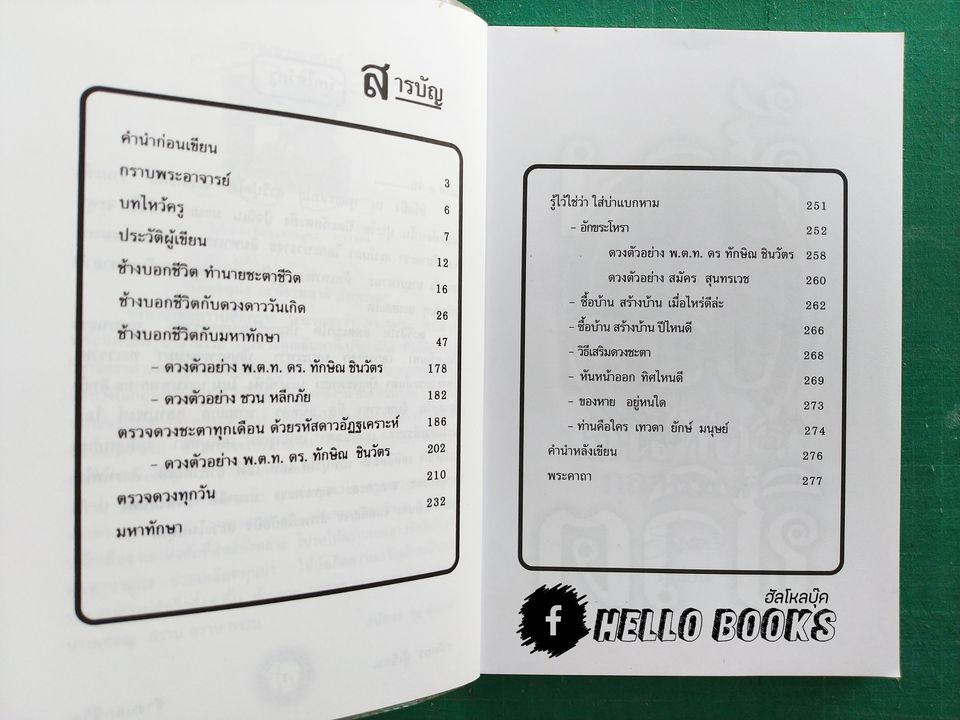 สารบัญ
คำนำก่อนเขียน 3
กราบพระอาจารย์ 6
บทไหว้ครู 7
ประวัติผู้เขียน 12
ช้างบอกชีวิต ทำนายชะตาชีวิต 16
ช้างบอกชีวิตกับดวงดาววันเกิด 26
ช้างบอกชีวิตกับมหาทักษา 47
- ดวงตัวอย่าง พ.ต.ท. ดร. ทักษิณ ชินวัตร 178
- ดวงตัวอย่าง ชวน หลีกภัย 182
ตรวจดวงชะตาทุกเดือน ด้วยรหัสดาวอัฏฐเคราะห์ 186
- ดวงตัวอย่าง พ.ต.ท. ดร. ทักษิณ ชินวัตร 202
ตรวจดวงทุกวัน 210
มหาทักษา 232
รู้ไว้ใช่ว่า ใส่บ่าแบกหาม 251
- อักขระโหรา 252
ดวงตัวอย่าง พ.ต.ท. ดร ทักษิณ ชินวัตร 258
ดวงตัวอย่าง สมัคร สุนทรเวช 260
- ซื้อบ้าน สร้างบ้าน เมื่อไหร่ดีล่ะ 262
- ซื้อบ้าน สร้างบ้าน ปีไหนดี 266
- วิธีเสริมดวงชะตา 268
- หันหน้าออก ทิศไหนดี 269
- ของหาย อยู่หนใด 273
- ท่านคือใคร เทวดา ยักษ์ มนุษย์ 274
คำนำหลังเขียน 276
พระคาถา 277
ฮัลโหลบุ๊ค
f HELLO BOOKS